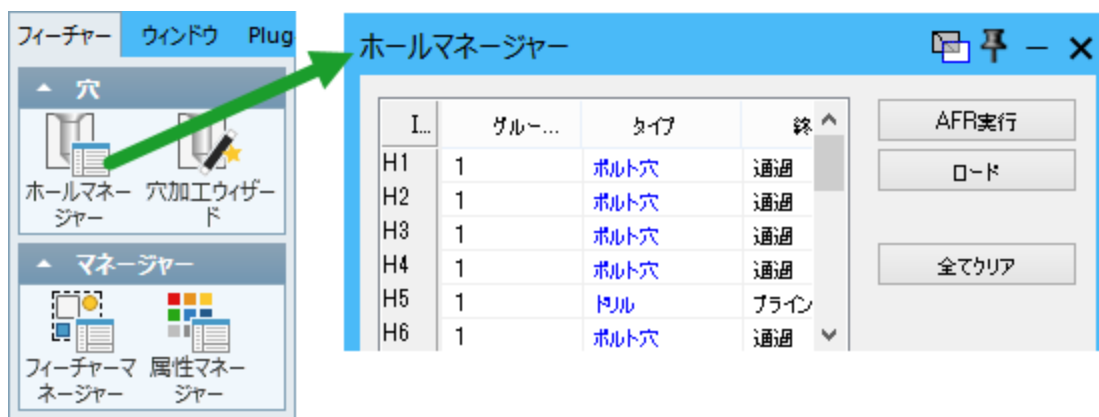 フィーチャー ウィンドウ Plug
穴
ホールマネー
ジャー
穴加工ウィザー
ド
マネージャー
フィーチャーマ
ネージャー
属性マネー
ジャー
ホールマネージャー
I... グルー... タイプ 終
H1 1 ボルト穴 通過
H2 1 ボルト穴 通過
H3 1 ボルト穴 通過
H4 1 ボルト穴 通過
H5 1 ドリル ブライン
H6 1 ボルト穴 通過
AFR実行
ロード
全てクリア